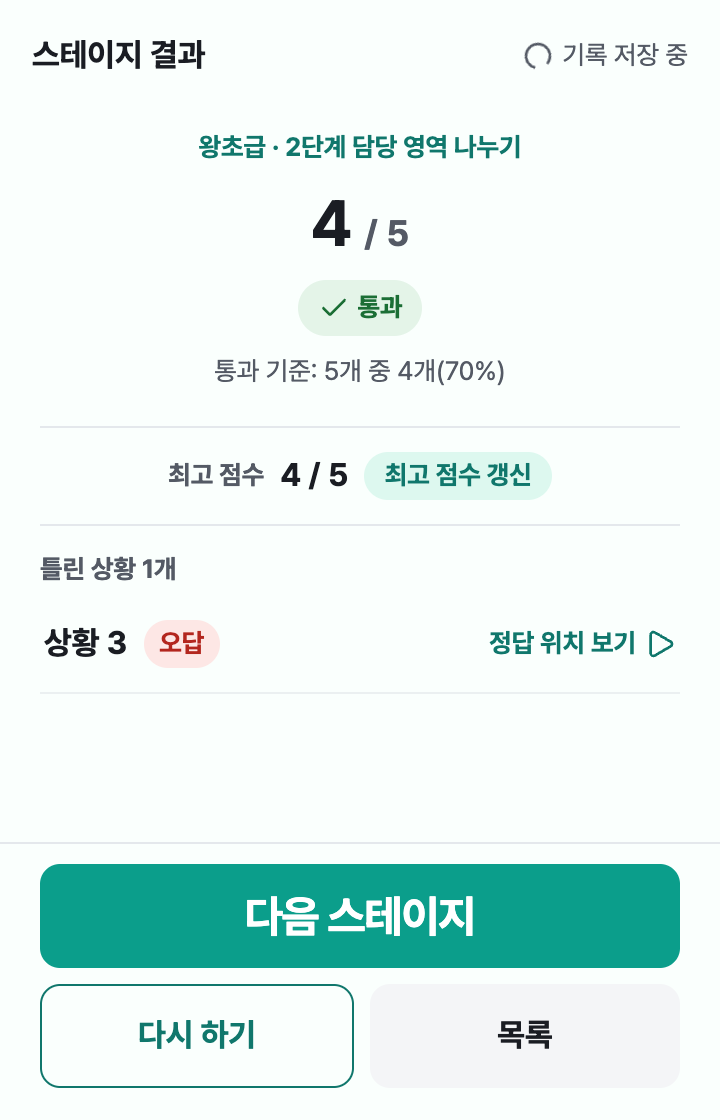 스테이지 결과
기록 저장 중
왕초급 · 2단계 담당 영역 나누기
4 / 5
통과
통과 기준: 5개 중 4개(70%)
최고 점수 4 / 5 최고 점수 갱신
틀린 상황 1개
상황 3 오답 정답 위치 보기
다음 스테이지
다시 하기
목록